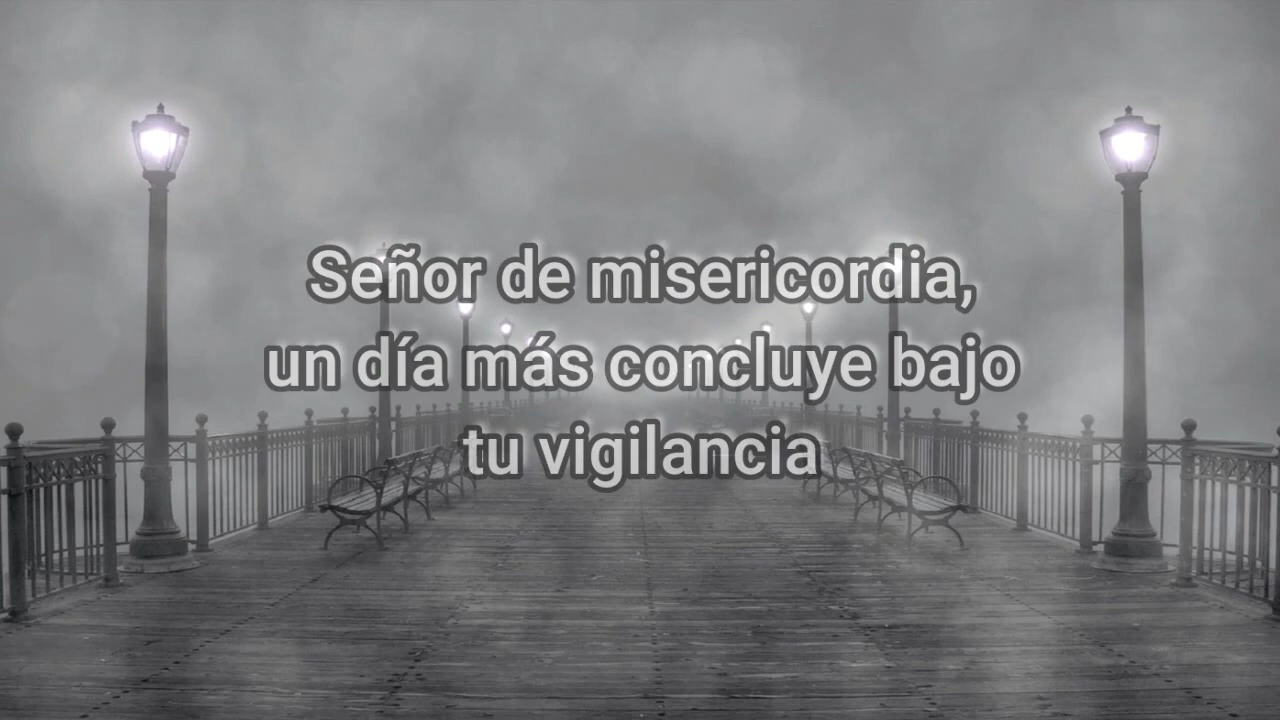 Señor de misericordia,
un día más concluye bajo
tu vigilancia